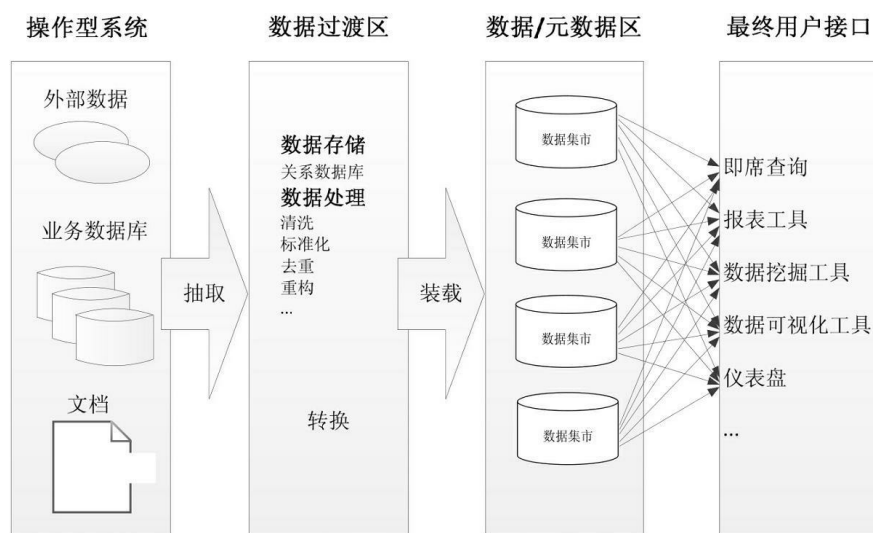 操作型系统
数据过渡区
数据/元数据区
最终用户接口
外部数据
业务数据库
文档
抽取
数据存储
关系数据库
数据处理
清洗
标准化
去重
重构
...
转换
装载
数据集市
数据集市
数据集市
数据集市
即席查询
报表工具
数据挖掘工具
数据可视化工具
仪表盘
...